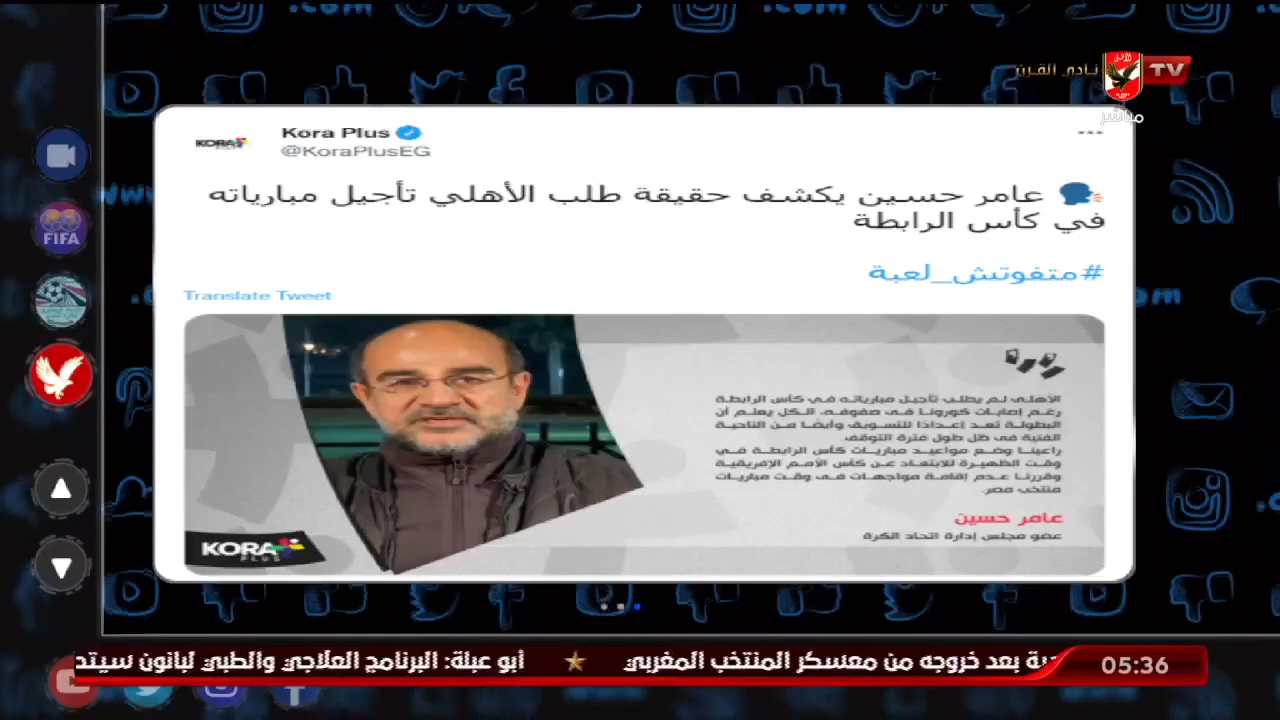 نادي القرن
TV
مباشر
Kora Plus
@KoraPlusEG
عامر حسين يكشف حقيقة طلب الأهلي تأجيل مبارياته
في كأس الرابطة
#متفوتش_لعبة
Translate Tweet
الأهلي لم يطلب تأجيل مبارياته في كأس الرابطة
رغم إصابات كورونا في صفوفه، الكل يعلم أن
البطولة تعد إعدادًا للتسويق وأيضًا من الناحية
الفنية في ظل طول فترة التوقف.
راعينا وضع مواعيد مباريات كأس الرابطة في
وقت الظهيرة للابتعاد عن كأس الأمم الإفريقية
وقررنا عدم إقامة مواجهات في وقت مباريات
منتخب مصر.
عامر حسين
عضو مجلس إدارة اتحاد الكرة
KORA
PLUS
FIFA
دية بعد خروجه من معسكر المنتخب المغربي
أبو عبلة: البرنامج العلاجي والطبي لبانون سيتحد
05:36